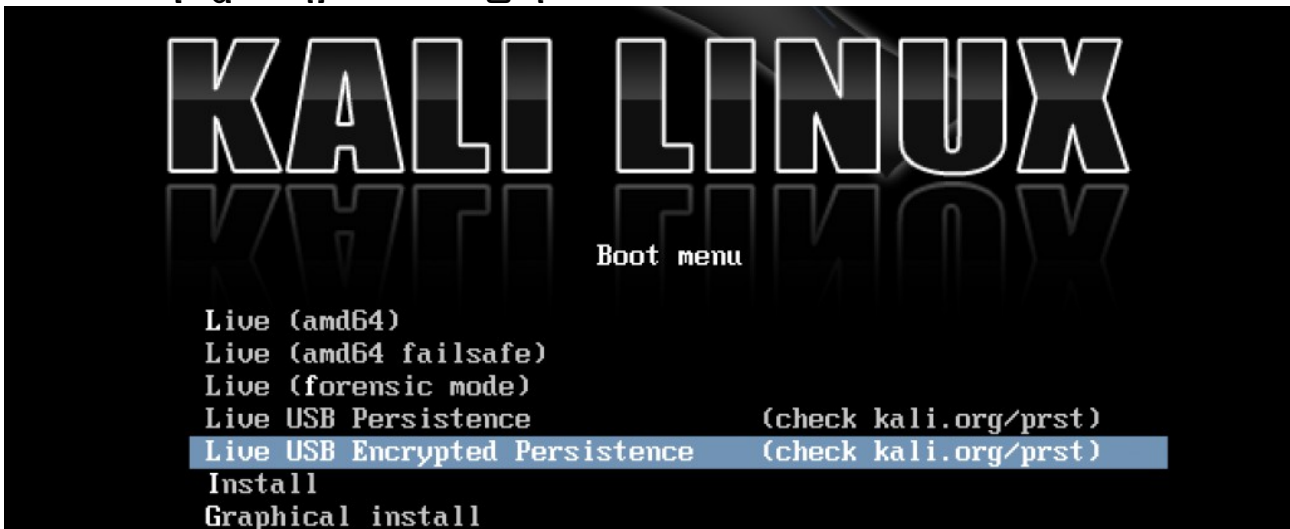 KALI LINUX
Boot menu
Live (amd64)
Live (amd64 failsafe)
Live (forensic mode)
Live USB Persistence (check kali.org/prst)
Live USB Encrypted Persistence (check kali.org/prst)
Install
Graphical install